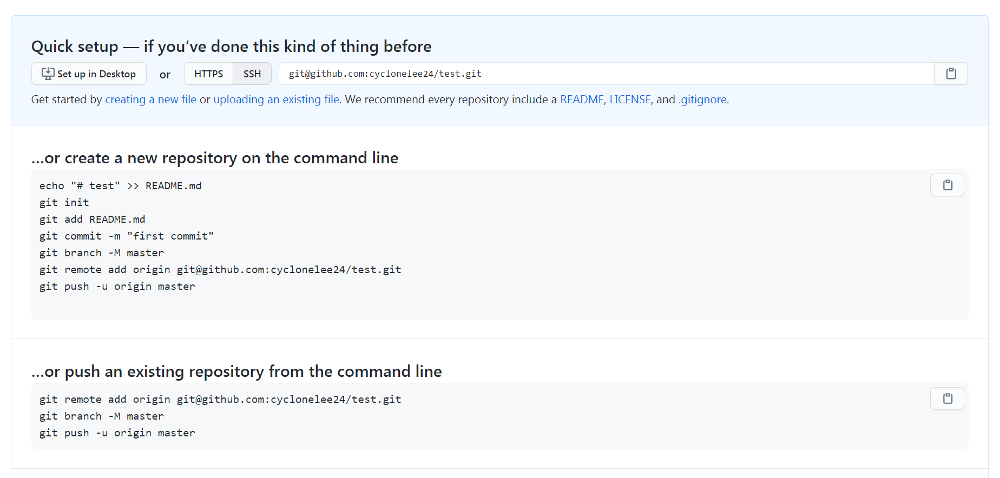 Quick setup — if you’ve done this kind of thing before
Set up in Desktop or HTTPS SSH git@github.com:cyclonelee24/test.git
Get started by creating a new file or uploading an existing file. We recommend every repository include a README, LICENSE, and .gitignore.
…or create a new repository on the command line
echo "# test" >> README.md
git init
git add README.md
git commit -m "first commit"
git branch -M master
git remote add origin git@github.com:cyclonelee24/test.git
git push -u origin master
…or push an existing repository from the command line
git remote add origin git@github.com:cyclonelee24/test.git
git branch -M master
git push -u origin master